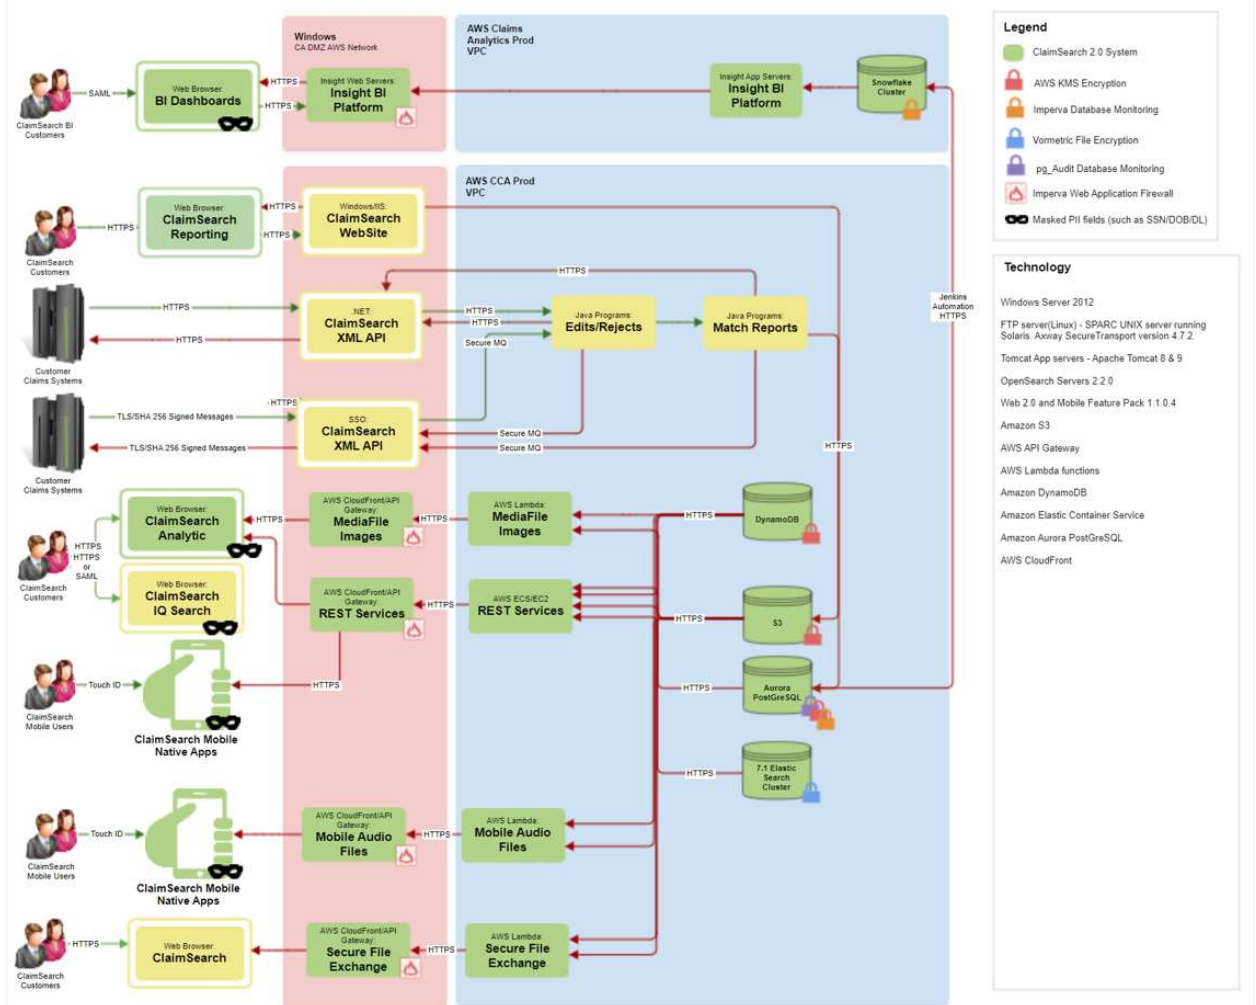 Windows
CA DMZ AWS Network
AWS Claims
Analytics Prod
VPC
Legend
ClaimSearch 2.0 System
AWS KMS Encryption
Imperva Database Monitoring
Vormetric File Encryption
pg_Audit Database Monitoring
Imperva Web Application Firewall
Masked PII fields (such as SSN/DOB/DL)
ClaimSearch BI
Customers
SAML
Web Browser:
BI Dashboards
HTTPS
HTTPS
Insight Web Servers:
Insight BI
Platform
Insight App Servers:
Insight BI
Platform
Snowflake
Cluster
AWS CCA Prod
VPC
ClaimSearch
Customers
HTTPS
Web Browser:
ClaimSearch
Reporting
HTTPS
HTTPS
Windows/IIS:
ClaimSearch
WebSite
HTTPS
Customer
Claims Systems
HTTPS
HTTPS
.NET:
ClaimSearch
XML API
HTTPS
HTTPS
Secure MQ
Java Programs:
Edits/Rejects
Java Programs:
Match Reports
Jenkins
Automation
HTTPS
Customer
Claims Systems
TLS/SHA 256 Signed Messages
TLS/SHA 256 Signed Messages
HTTPS
SSO:
ClaimSearch
XML API
Secure MQ
Secure MQ
HTTPS
ClaimSearch
Customers
HTTPS
HTTPS
or
SAML
Web Browser:
ClaimSearch
Analytic
HTTPS
AWS CloudFront/API
Gateway:
MediaFile
Images
HTTPS
AWS Lambda:
MediaFile
Images
HTTPS
DynamoDB
Web Browser:
ClaimSearch
IQ Search
AWS CloudFront/API
Gateway:
REST Services
HTTPS
AWS ECS/EC2
REST Services
HTTPS
S3
ClaimSearch
Mobile Users
Touch ID
ClaimSearch Mobile
Native Apps
HTTPS
HTTPS
Aurora
PostGreSQL
HTTPS
7.1 Elastic
Search
Cluster
ClaimSearch
Mobile Users
Touch ID
ClaimSearch Mobile
Native Apps
AWS CloudFront/API
Gateway:
Mobile Audio
Files
HTTPS
AWS Lambda:
Mobile Audio
Files
ClaimSearch
Customers
HTTPS
Web Browser:
ClaimSearch
AWS CloudFront/API
Gateway:
Secure File
Exchange
HTTPS
AWS Lambda:
Secure File
Exchange
Technology
Windows Server 2012
FTP server(Linux) - SPARC UNIX server running
Solaris. Axway SecureTransport version 4.7.2
Tomcat App servers - Apache Tomcat 8 & 9
OpenSearch Servers 2.2.0
Web 2.0 and Mobile Feature Pack 1.1.0.4
Amazon S3
AWS API Gateway
AWS Lambda functions
Amazon DynamoDB
Amazon Elastic Container Service
Amazon Aurora PostGreSQL
AWS CloudFront